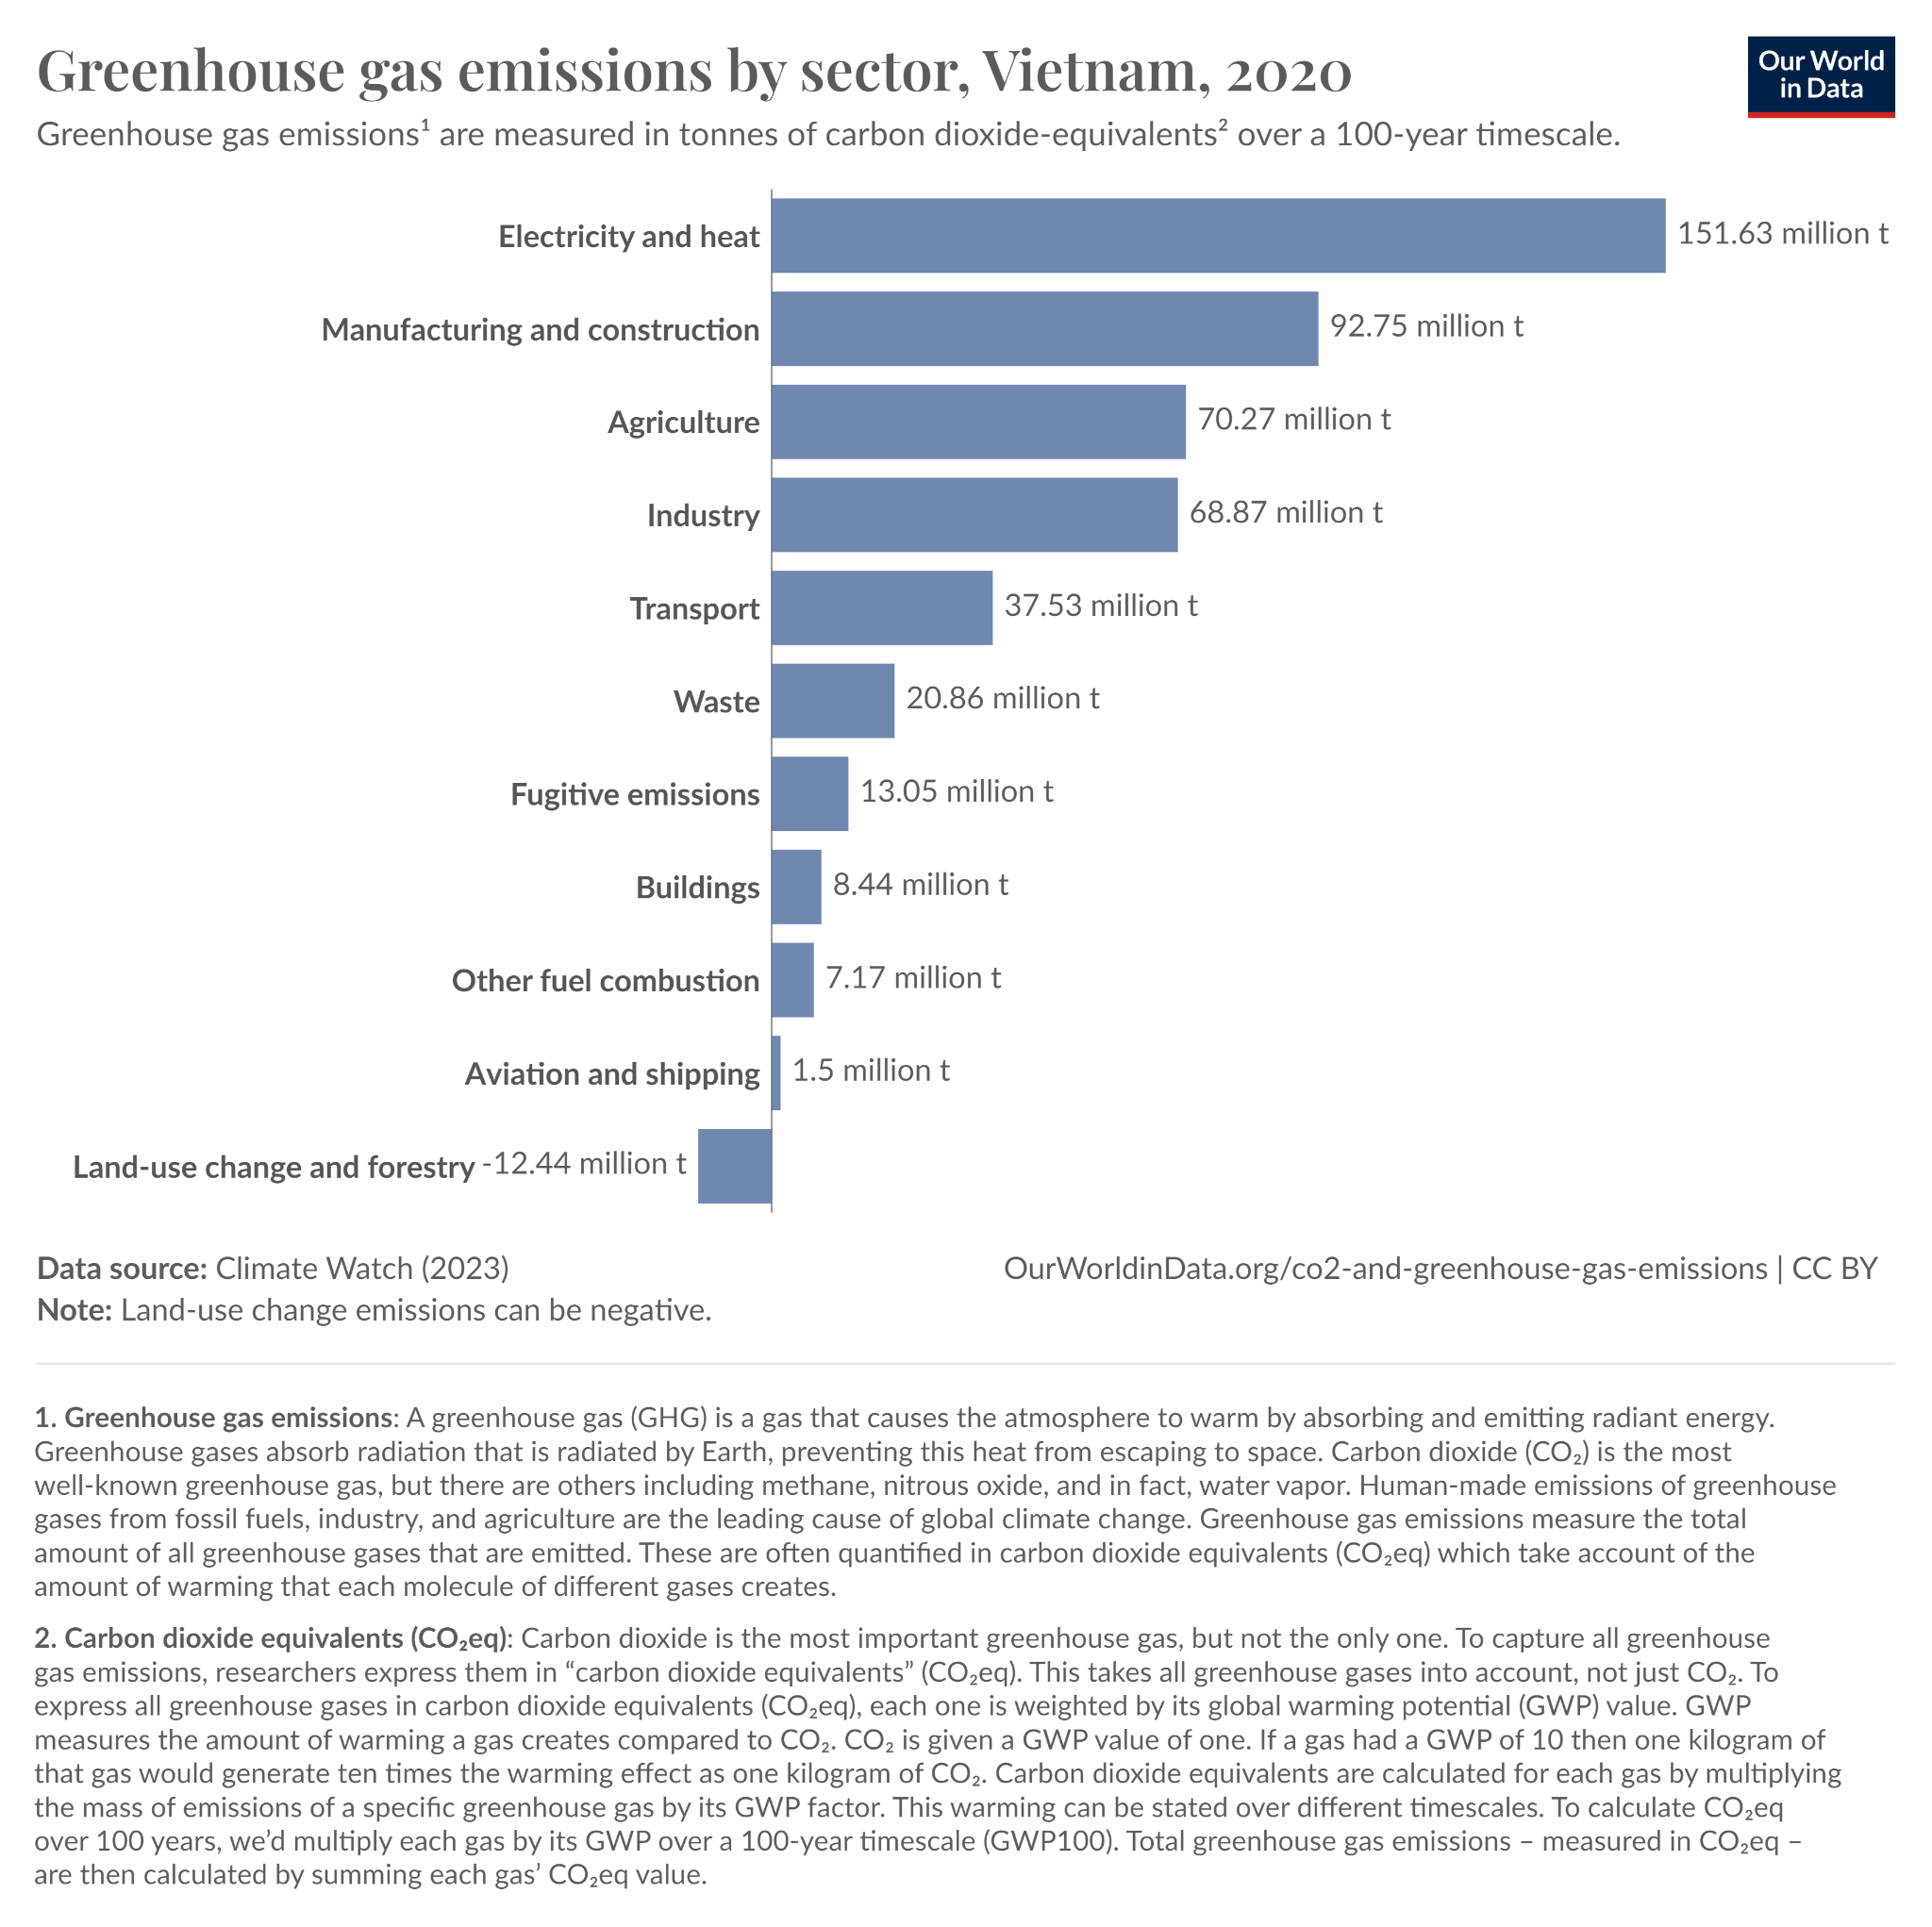 Greenhouse gas emissions by sector, Vietnam, 2020
Our World
in Data
Greenhouse gas emissions¹ are measured in tonnes of carbon dioxide-equivalents² over a 100-year timescale.
Electricity and heat 151.63 million t
Manufacturing and construction 92.75 million t
Agriculture 70.27 million t
Industry 68.87 million t
Transport 37.53 million t
Waste 20.86 million t
Fugitive emissions 13.05 million t
Buildings 8.44 million t
Other fuel combustion 7.17 million t
Aviation and shipping 1.5 million t
Land-use change and forestry -12.44 million t
Data source: Climate Watch (2023) OurWorldinData.org/co2-and-greenhouse-gas-emissions | CC BY
Note: Land-use change emissions can be negative.
1. Greenhouse gas emissions: A greenhouse gas (GHG) is a gas that causes the atmosphere to warm by absorbing and emitting radiant energy.
Greenhouse gases absorb radiation that is radiated by Earth, preventing this heat from escaping to space. Carbon dioxide (CO₂) is the most
well-known greenhouse gas, but there are others including methane, nitrous oxide, and in fact, water vapor. Human-made emissions of greenhouse
gases from fossil fuels, industry, and agriculture are the leading cause of global climate change. Greenhouse gas emissions measure the total
amount of all greenhouse gases that are emitted. These are often quantified in carbon dioxide equivalents (CO₂eq) which take account of the
amount of warming that each molecule of different gases creates.
2. Carbon dioxide equivalents (CO₂eq): Carbon dioxide is the most important greenhouse gas, but not the only one. To capture all greenhouse
gas emissions, researchers express them in “carbon dioxide equivalents” (CO₂eq). This takes all greenhouse gases into account, not just CO₂. To
express all greenhouse gases in carbon dioxide equivalents (CO₂eq), each one is weighted by its global warming potential (GWP) value. GWP
measures the amount of warming a gas creates compared to CO₂. CO₂ is given a GWP value of one. If a gas had a GWP of 10 then one kilogram of
that gas would generate ten times the warming effect as one kilogram of CO₂. Carbon dioxide equivalents are calculated for each gas by multiplying
the mass of emissions of a specific greenhouse gas by its GWP factor. This warming can be stated over different timescales. To calculate CO₂eq
over 100 years, we’d multiply each gas by its GWP over a 100-year timescale (GWP100). Total greenhouse gas emissions – measured in CO₂eq –
are then calculated by summing each gas’ CO₂eq value.